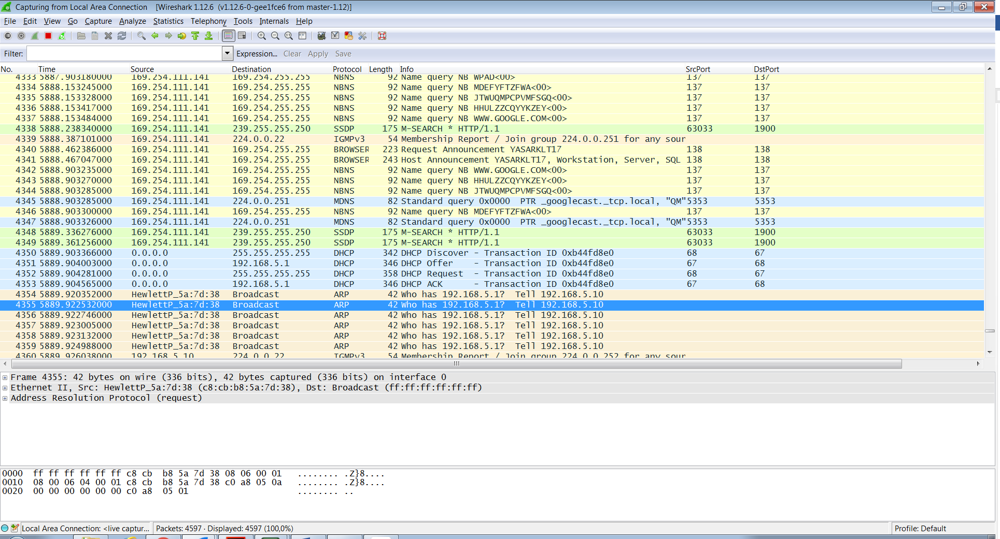 Capturing from Local Area Connection [Wireshark 1.12.6 (v1.12.6-0-gee1fce6 from master-1.12)]
File Edit View Go Capture Analyze Statistics Telephony Tools Internals Help
Filter: Expression... Clear Apply Save
No. Time Source Destination Protocol Length Info SrcPort DstPort
4333 5887.903180000 169.254.111.141 169.254.255.255 NBNS 92 Name query NB WPAD<00> 137 137
4334 5888.153245000 169.254.111.141 169.254.255.255 NBNS 92 Name query NB MDEFYFTZFWA<00> 137 137
4335 5888.153328000 169.254.111.141 169.254.255.255 NBNS 92 Name query NB JTWUQMPCPVMFSGQ<00> 137 137
4336 5888.153417000 169.254.111.141 169.254.255.255 NBNS 92 Name query NB HHULZZCQYYKZEY<00> 137 137
4337 5888.153484000 169.254.111.141 169.254.255.255 NBNS 92 Name query NB WWW.GOOGLE.COM<00> 137 137
4338 5888.238340000 169.254.111.141 239.255.255.250 SSDP 175 M-SEARCH * HTTP/1.1 63033 1900
4339 5888.387101000 169.254.111.141 224.0.0.22 IGMPv3 54 Membership Report / Join group 224.0.0.251 for any sour
4340 5888.462386000 169.254.111.141 169.254.255.255 BROWSER 223 Request Announcement YASARKLT17 138 138
4341 5888.467047000 169.254.111.141 169.254.255.255 BROWSER 243 Host Announcement YASARKLT17, Workstation, Server, SQL 138 138
4342 5888.903235000 169.254.111.141 169.254.255.255 NBNS 92 Name query NB WWW.GOOGLE.COM<00> 137 137
4343 5888.903270000 169.254.111.141 169.254.255.255 NBNS 92 Name query NB HHULZZCQYYKZEY<00> 137 137
4344 5888.903285000 169.254.111.141 169.254.255.255 NBNS 92 Name query NB JTWUQMPCPVMFSGQ<00> 137 137
4345 5888.903285000 169.254.111.141 224.0.0.251 MDNS 82 Standard query 0x0000 PTR _googlecast._tcp.local, "QM" 5353 5353
4346 5888.903300000 169.254.111.141 169.254.255.255 NBNS 92 Name query NB MDEFYFTZFWA<00> 137 137
4347 5888.903326000 169.254.111.141 224.0.0.251 MDNS 82 Standard query 0x0000 PTR _googlecast._tcp.local, "QM" 5353 5353
4348 5889.336276000 169.254.111.141 239.255.255.250 SSDP 175 M-SEARCH * HTTP/1.1 63033 1900
4349 5889.361256000 169.254.111.141 239.255.255.250 SSDP 175 M-SEARCH * HTTP/1.1 63033 1900
4350 5889.903366000 0.0.0.0 255.255.255.255 DHCP 342 DHCP Discover - Transaction ID 0xb44fd8e0 68 67
4351 5889.904003000 0.0.0.0 192.168.5.1 DHCP 346 DHCP Offer - Transaction ID 0xb44fd8e0 67 68
4352 5889.904281000 0.0.0.0 255.255.255.255 DHCP 358 DHCP Request - Transaction ID 0xb44fd8e0 68 67
4353 5889.904565000 0.0.0.0 192.168.5.1 DHCP 346 DHCP ACK - Transaction ID 0xb44fd8e0 67 68
4354 5889.920352000 HewlettP_5a:7d:38 Broadcast ARP 42 Who has 192.168.5.1? Tell 192.168.5.10
4355 5889.922532000 HewlettP_5a:7d:38 Broadcast ARP 42 Who has 192.168.5.1? Tell 192.168.5.10
4356 5889.922746000 HewlettP_5a:7d:38 Broadcast ARP 42 Who has 192.168.5.1? Tell 192.168.5.10
4357 5889.923005000 HewlettP_5a:7d:38 Broadcast ARP 42 Who has 192.168.5.1? Tell 192.168.5.10
4358 5889.923132000 HewlettP_5a:7d:38 Broadcast ARP 42 Who has 192.168.5.1? Tell 192.168.5.10
4359 5889.924988000 HewlettP_5a:7d:38 Broadcast ARP 42 Who has 192.168.5.1? Tell 192.168.5.10
4360 5889.926038000 192.168.5.10 224.0.0.22 IGMPv3 54 Membership Report / Join group 224.0.0.252 for any sour
Frame 4355: 42 bytes on wire (336 bits), 42 bytes captured (336 bits) on interface 0
Ethernet II, Src: HewlettP_5a:7d:38 (c8:cb:b8:5a:7d:38), Dst: Broadcast (ff:ff:ff:ff:ff:ff)
Address Resolution Protocol (request)
0000 ff ff ff ff ff ff c8 cb b8 5a 7d 38 08 06 00 01 ........ .Z}8....
0010 08 00 06 04 00 01 c8 cb b8 5a 7d 38 c0 a8 05 0a ........ .Z}8....
0020 00 00 00 00 00 00 c0 a8 05 01 ........ ..
Local Area Connection: <live captur... Packets: 4597 · Displayed: 4597 (100,0%) Profile: Default